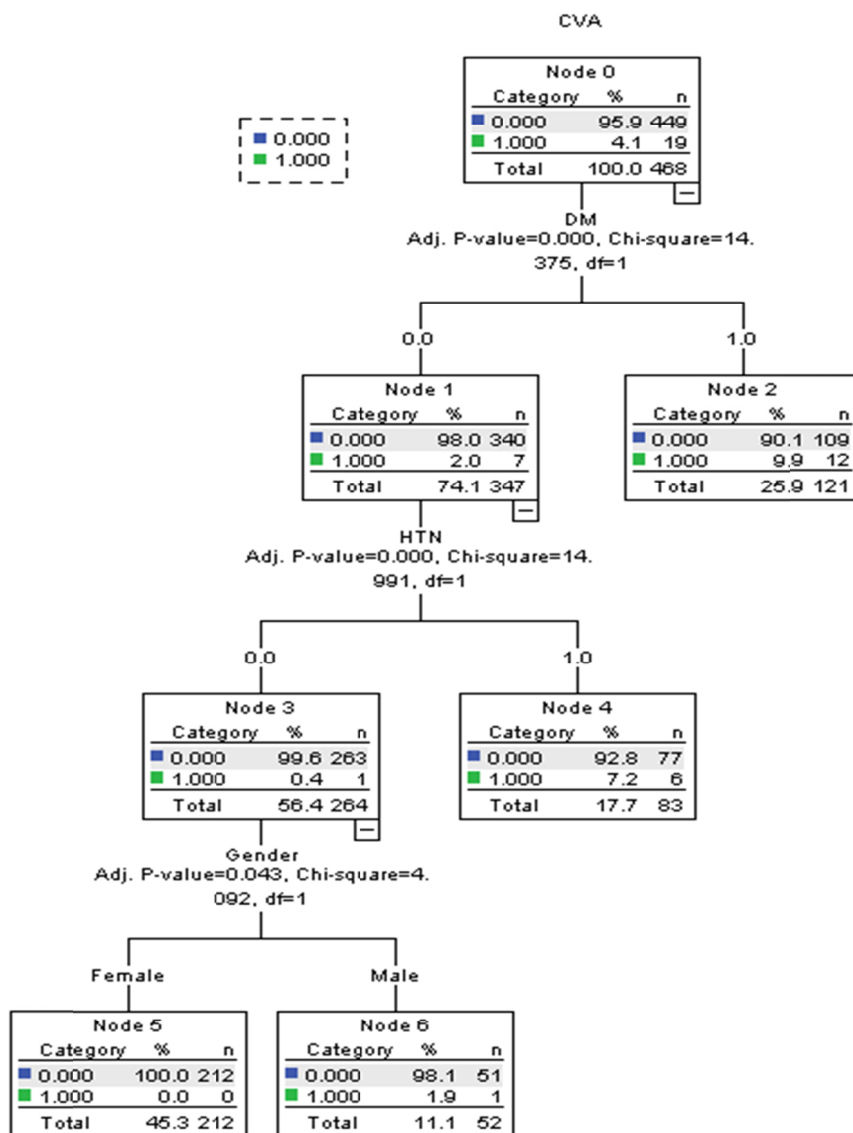 CVA
0.000
1.000
Node 0
Category % n
0.000 95.9 449
1.000 4.1 19
Total 100.0 468
DM
Adj. P-value=0.000, Chi-square=14.
375, df=1
0.0
1.0
Node 1
Category % n
0.000 98.0 340
1.000 2.0 7
Total 74.1 347
Node 2
Category % n
0.000 90.1 109
1.000 9.9 12
Total 25.9 121
HTN
Adj. P-value=0.000, Chi-square=14.
991, df=1
0.0
1.0
Node 3
Category % n
0.000 99.6 263
1.000 0.4 1
Total 56.4 264
Node 4
Category % n
0.000 92.8 77
1.000 7.2 6
Total 17.7 83
Gender
Adj. P-value=0.043, Chi-square=4.
092, df=1
Female
Male
Node 5
Category % n
0.000 100.0 212
1.000 0.0 0
Total 45.3 212
Node 6
Category % n
0.000 98.1 51
1.000 1.9 1
Total 11.1 52